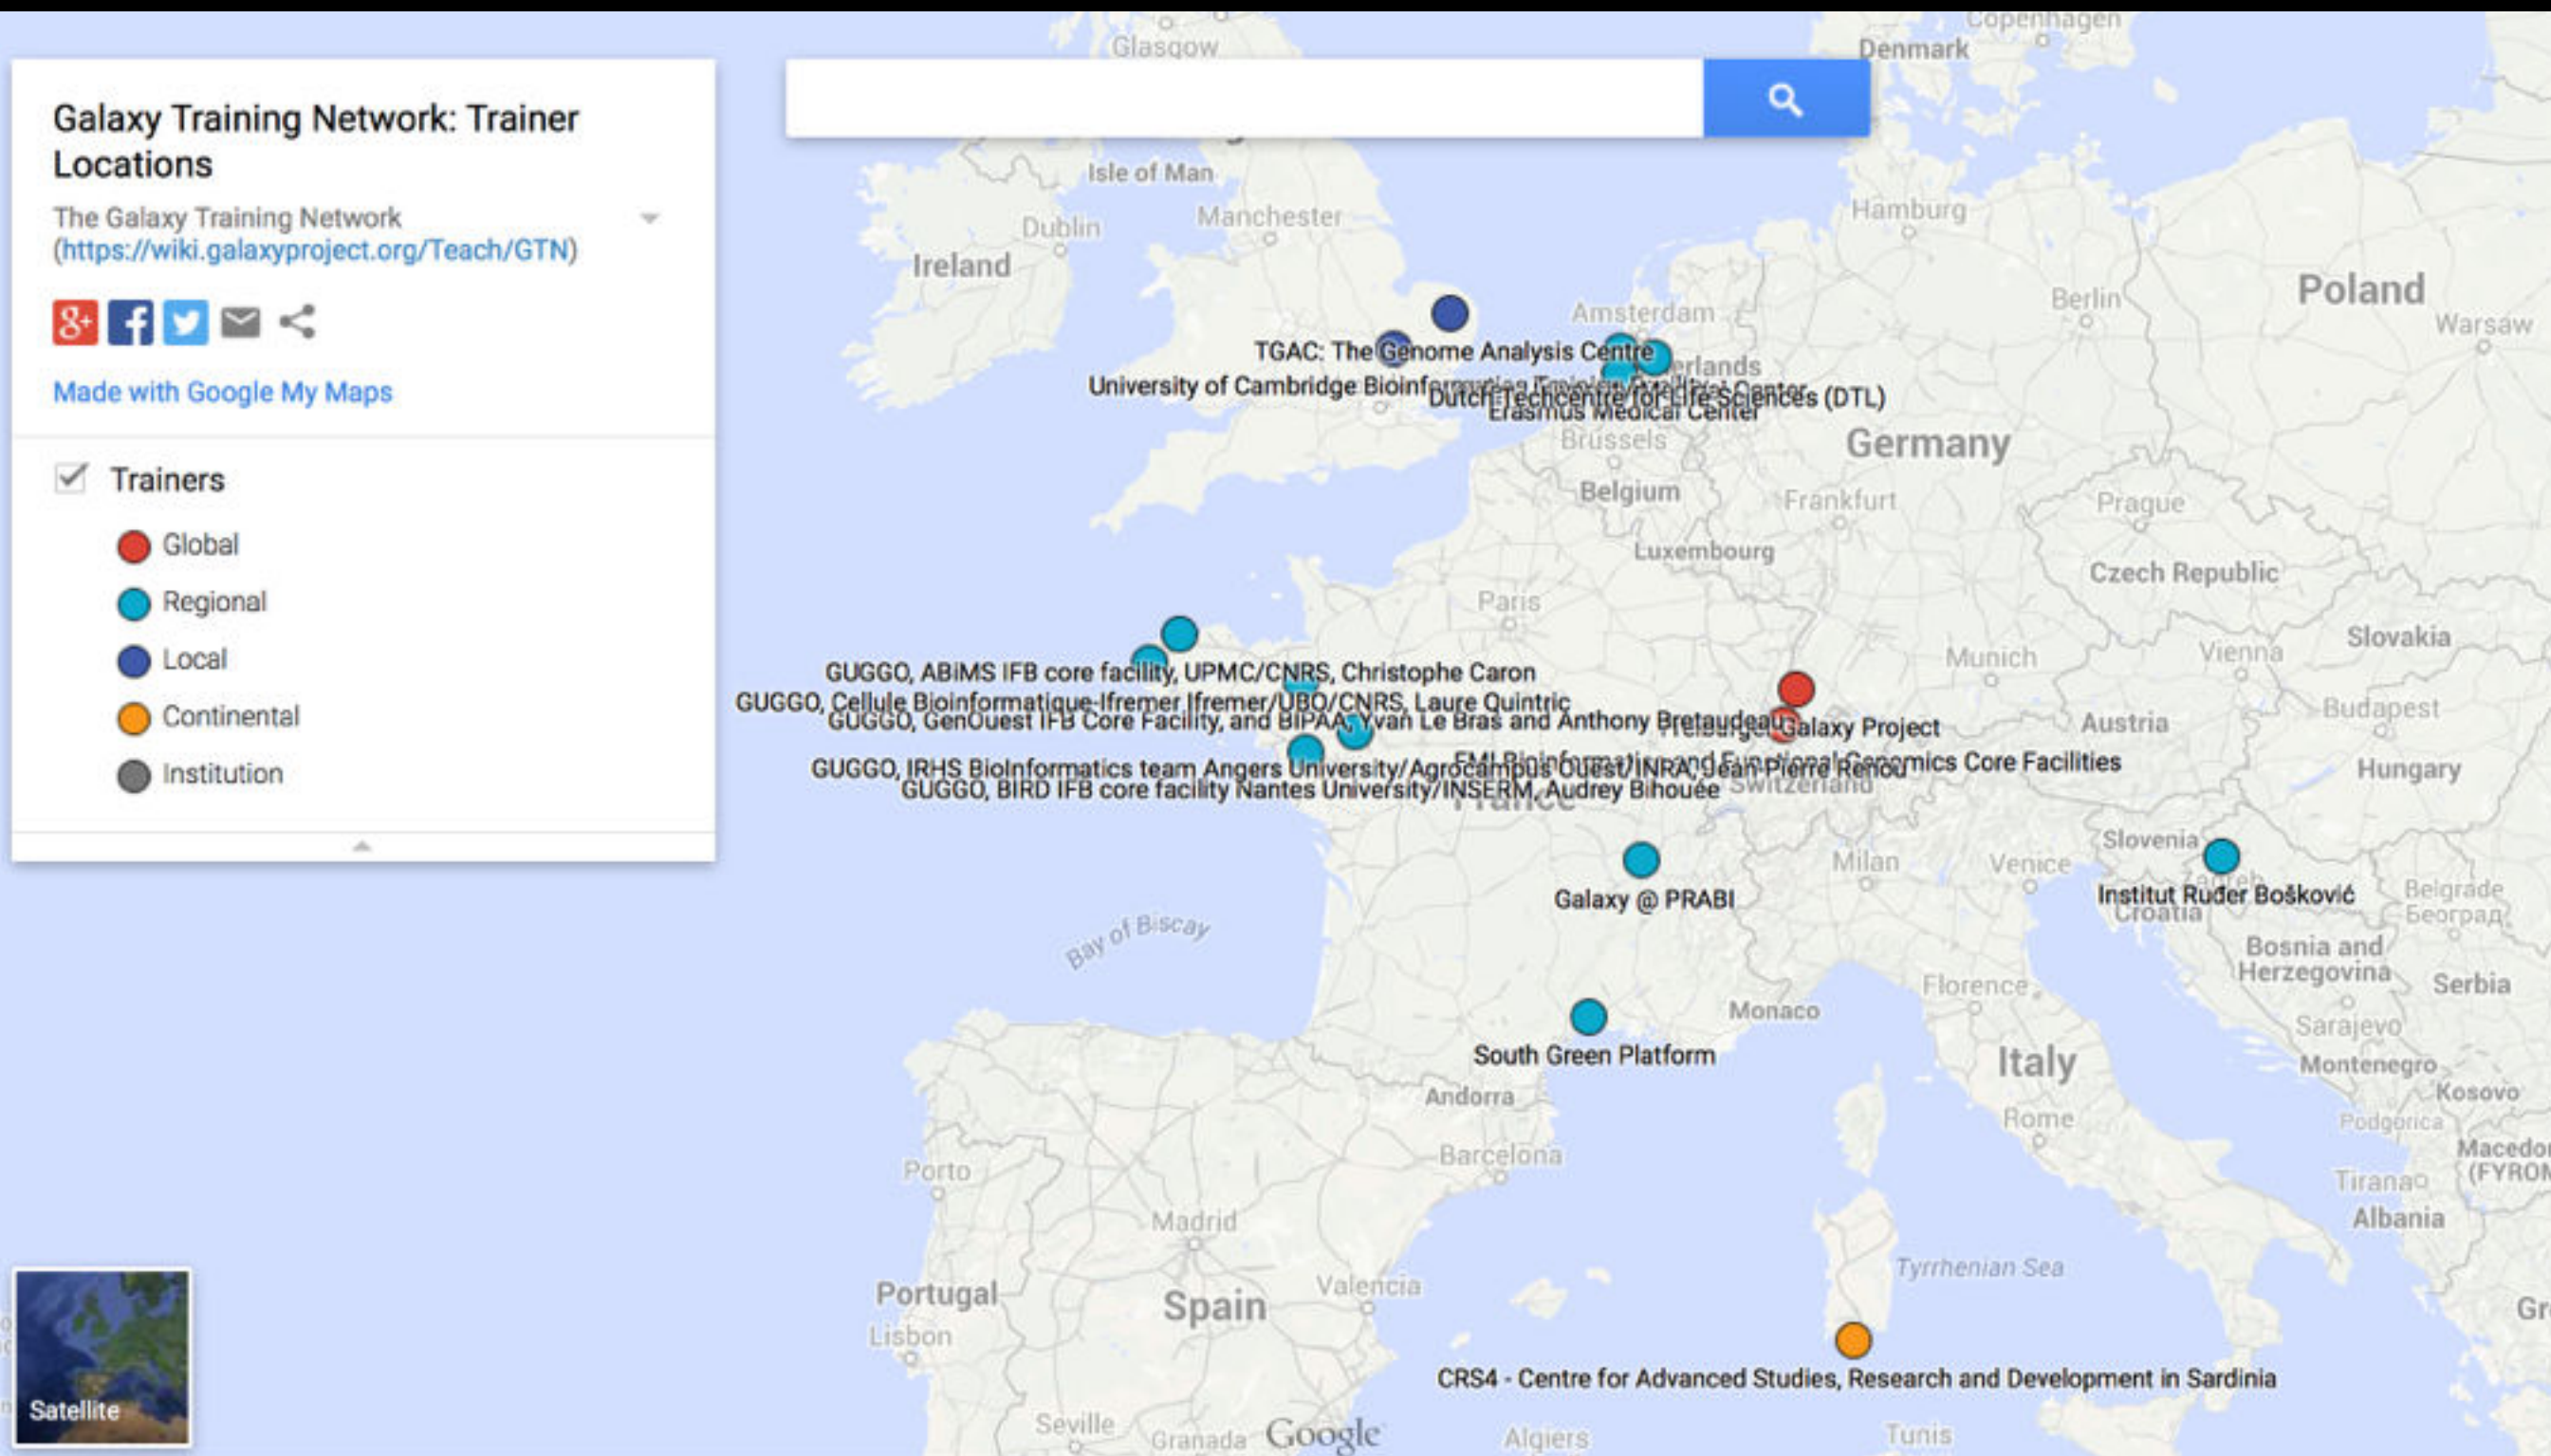 Galaxy Training Network: Trainer
Locations
The Galaxy Training Network
(https://wiki.galaxyproject.org/Teach/GTN)
8+
Made with Google My Maps
Trainers
Global
Regional
Local
Continental
Institution
Satellite
Glasgow
Copenhagen
Denmark
Isle of Man
Dublin
Manchester
Ireland
Hamburg
Amsterdam
Berlin
Poland
Warsaw
TGAC: The Genome Analysis Centre
erlands
University of Cambridge
Dutch Techcentre for Life Sciences (DTL)
Erasmus Medical Center
Brussels
Germany
Belgium
Frankfurt
Prague
Luxembourg
Czech Republic
Paris
Slovakia
Munich
Vienna
GUGGO, ABiMS IFB core facility, UPMC/CNRS, Christophe Caron
GUGGO, Cellule Bioinformatique-Ifremer Ifremer/UBO/CNRS, Laure Quintric
GUGGO, GenOuest IFB Core Facility, and BIPAA, Yvan Le Bras and Anthony Bretaudeau
Galaxy Project
Austria
Budapest
GUGGO, IRHS BioInformatics team Angers University/Agrocampus Ouest/INRA, Jean-Pierre Renou
Core Facilities
Hungary
GUGGO, BIRD IFB core facility Nantes University/INSERM, Audrey Bihouée
Switzerland
France
Slovenia
Milan
Venice
Galaxy @ PRABI
Zagreb
Institut Ruđer Bošković
Croatia
Belgrade
Београд
Bay of Biscay
Bosnia and
Herzegovina
Serbia
Florence
Monaco
Sarajevo
South Green Platform
Italy
Montenegro
Andorra
Kosovo
Rome
Podgorica
Barcelona
Macedo
(FYROM
Porto
Tirana
Madrid
Albania
Tyrrhenian Sea
Portugal
Valencia
Spain
Gr
Lisbon
CRS4 - Centre for Advanced Studies, Research and Development in Sardinia
Seville
Granada
Google
Algiers
Tunis